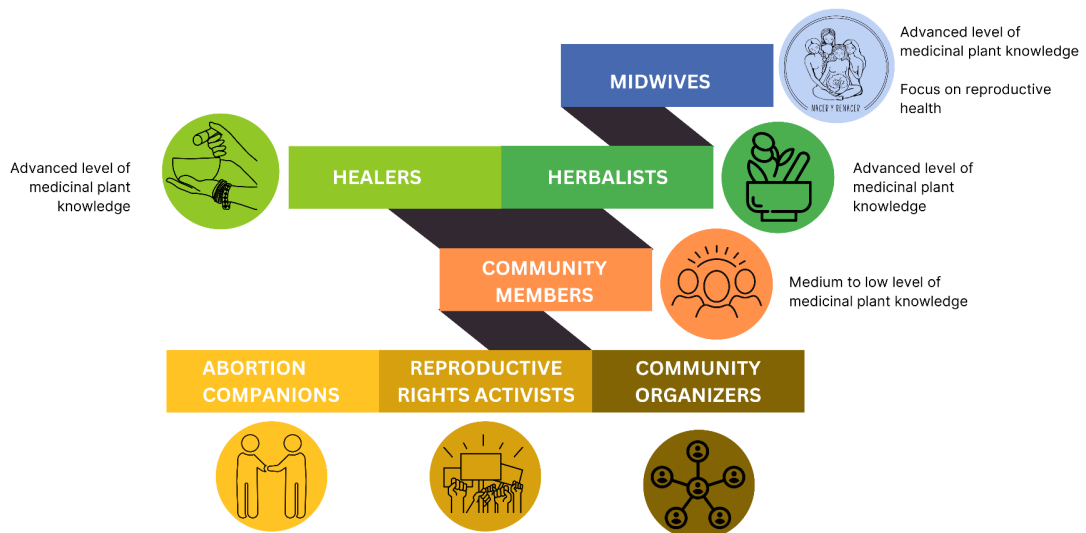 MIDWIVES
NACER Y RENACER
Advanced level of
medicinal plant knowledge
Focus on reproductive
health
Advanced level of
medicinal plant
knowledge
HEALERS
HERBALISTS
Advanced level of
medicinal plant
knowledge
COMMUNITY
MEMBERS
Medium to low level of
medicinal plant knowledge
ABORTION
COMPANIONS
REPRODUCTIVE
RIGHTS ACTIVISTS
COMMUNITY
ORGANIZERS